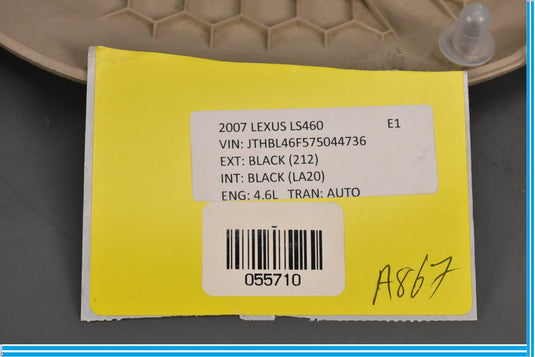 2007 LEXUS LS460 E1
VIN: JTHBL46F575044736
EXT: BLACK (212)
INT: BLACK (LA20)
ENG: 4.6L TRAN: AUTO
055710
A867